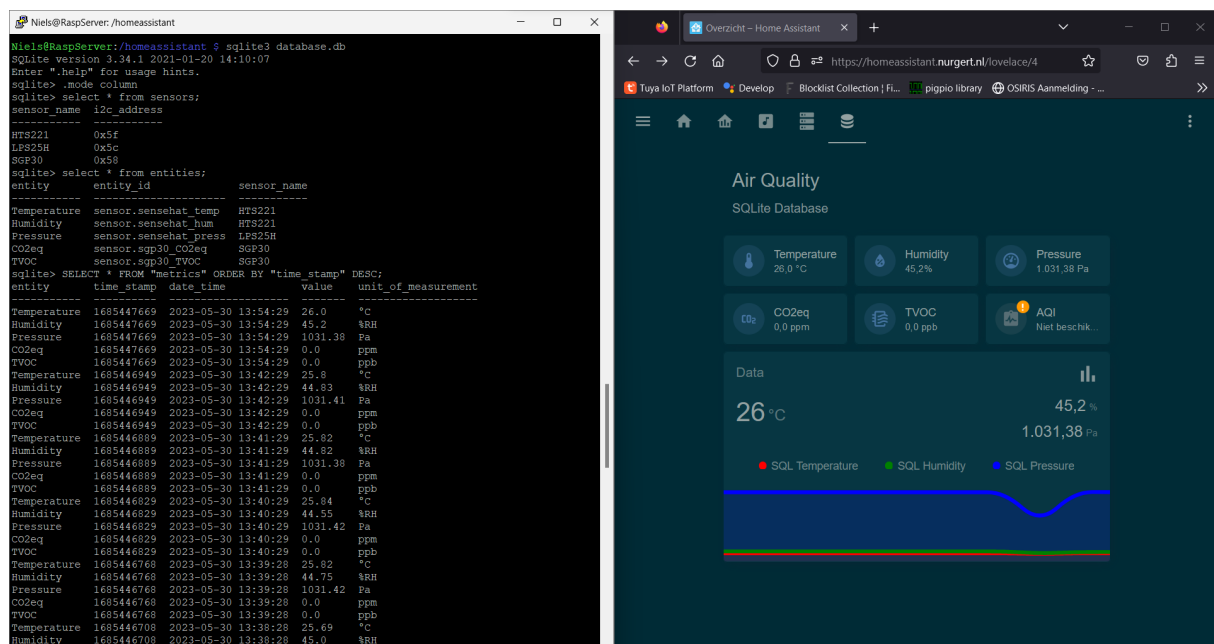 Niels@RaspServer: /homeassistant
Niels@RaspServer:/homeassistant $ sqlite3 database.db
SQLite version 3.34.1 2021-01-20 14:10:07
Enter ".help" for usage hints.
sqlite> .mode column
sqlite> select * from sensors;
sensor_name  i2c_address
-----------  -----------
HTS221       0x5f
LPS25H       0x5c
SGP30        0x58
sqlite> select * from entities;
entity       entity_id              sensor_name
-----------  ---------------------  -----------
Temperature  sensor.sensehat_temp   HTS221
Humidity     sensor.sensehat_hum    HTS221
Pressure     sensor.sensehat_press  LPS25H
CO2eq        sensor.sgp30_CO2eq     SGP30
TVOC         sensor.sgp30_TVOC      SGP30
sqlite> SELECT * FROM "metrics" ORDER BY "time_stamp" DESC;
entity       time_stamp  date_time            value    unit_of_measurement
-----------  ----------  -------------------  -------  -------------------
Temperature  1685447669  2023-05-30 13:54:29  26.0     °C
Humidity     1685447669  2023-05-30 13:54:29  45.2     %RH
Pressure     1685447669  2023-05-30 13:54:29  1031.38  Pa
CO2eq        1685447669  2023-05-30 13:54:29  0.0      ppm
TVOC         1685447669  2023-05-30 13:54:29  0.0      ppb
Temperature  1685446949  2023-05-30 13:42:29  25.8     °C
Humidity     1685446949  2023-05-30 13:42:29  44.83    %RH
Pressure     1685446949  2023-05-30 13:42:29  1031.41  Pa
CO2eq        1685446949  2023-05-30 13:42:29  0.0      ppm
TVOC         1685446949  2023-05-30 13:42:29  0.0      ppb
Temperature  1685446889  2023-05-30 13:41:29  25.82    °C
Humidity     1685446889  2023-05-30 13:41:29  44.82    %RH
Pressure     1685446889  2023-05-30 13:41:29  1031.38  Pa
CO2eq        1685446889  2023-05-30 13:41:29  0.0      ppm
TVOC         1685446889  2023-05-30 13:41:29  0.0      ppb
Temperature  1685446829  2023-05-30 13:40:29  25.84    °C
Humidity     1685446829  2023-05-30 13:40:29  44.55    %RH
Pressure     1685446829  2023-05-30 13:40:29  1031.42  Pa
CO2eq        1685446829  2023-05-30 13:40:29  0.0      ppm
TVOC         1685446829  2023-05-30 13:40:29  0.0      ppb
Temperature  1685446768  2023-05-30 13:39:28  25.82    °C
Humidity     1685446768  2023-05-30 13:39:28  44.75    %RH
Pressure     1685446768  2023-05-30 13:39:28  1031.42  Pa
CO2eq        1685446768  2023-05-30 13:39:28  0.0      ppm
TVOC         1685446768  2023-05-30 13:39:28  0.0      ppb
Temperature  1685446708  2023-05-30 13:38:28  25.69    °C
Humidity     1685446708  2023-05-30 13:38:28  45.0     %RH
Overzicht – Home Assistant
https://homeassistant.nurgert.nl/lovelace/4
Tuya IoT Platform Develop Blocklist Collection | Fi... pigpio library OSIRIS Aanmelding - ...
Air Quality
SQLite Database
Temperature
26,0 °C
Humidity
45,2%
Pressure
1.031,38 Pa
CO₂
CO2eq
0,0 ppm
TVOC
0,0 ppb
AQI
Niet beschik...
Data
26 °C
45,2 %
1.031,38 Pa
SQL Temperature SQL Humidity SQL Pressure